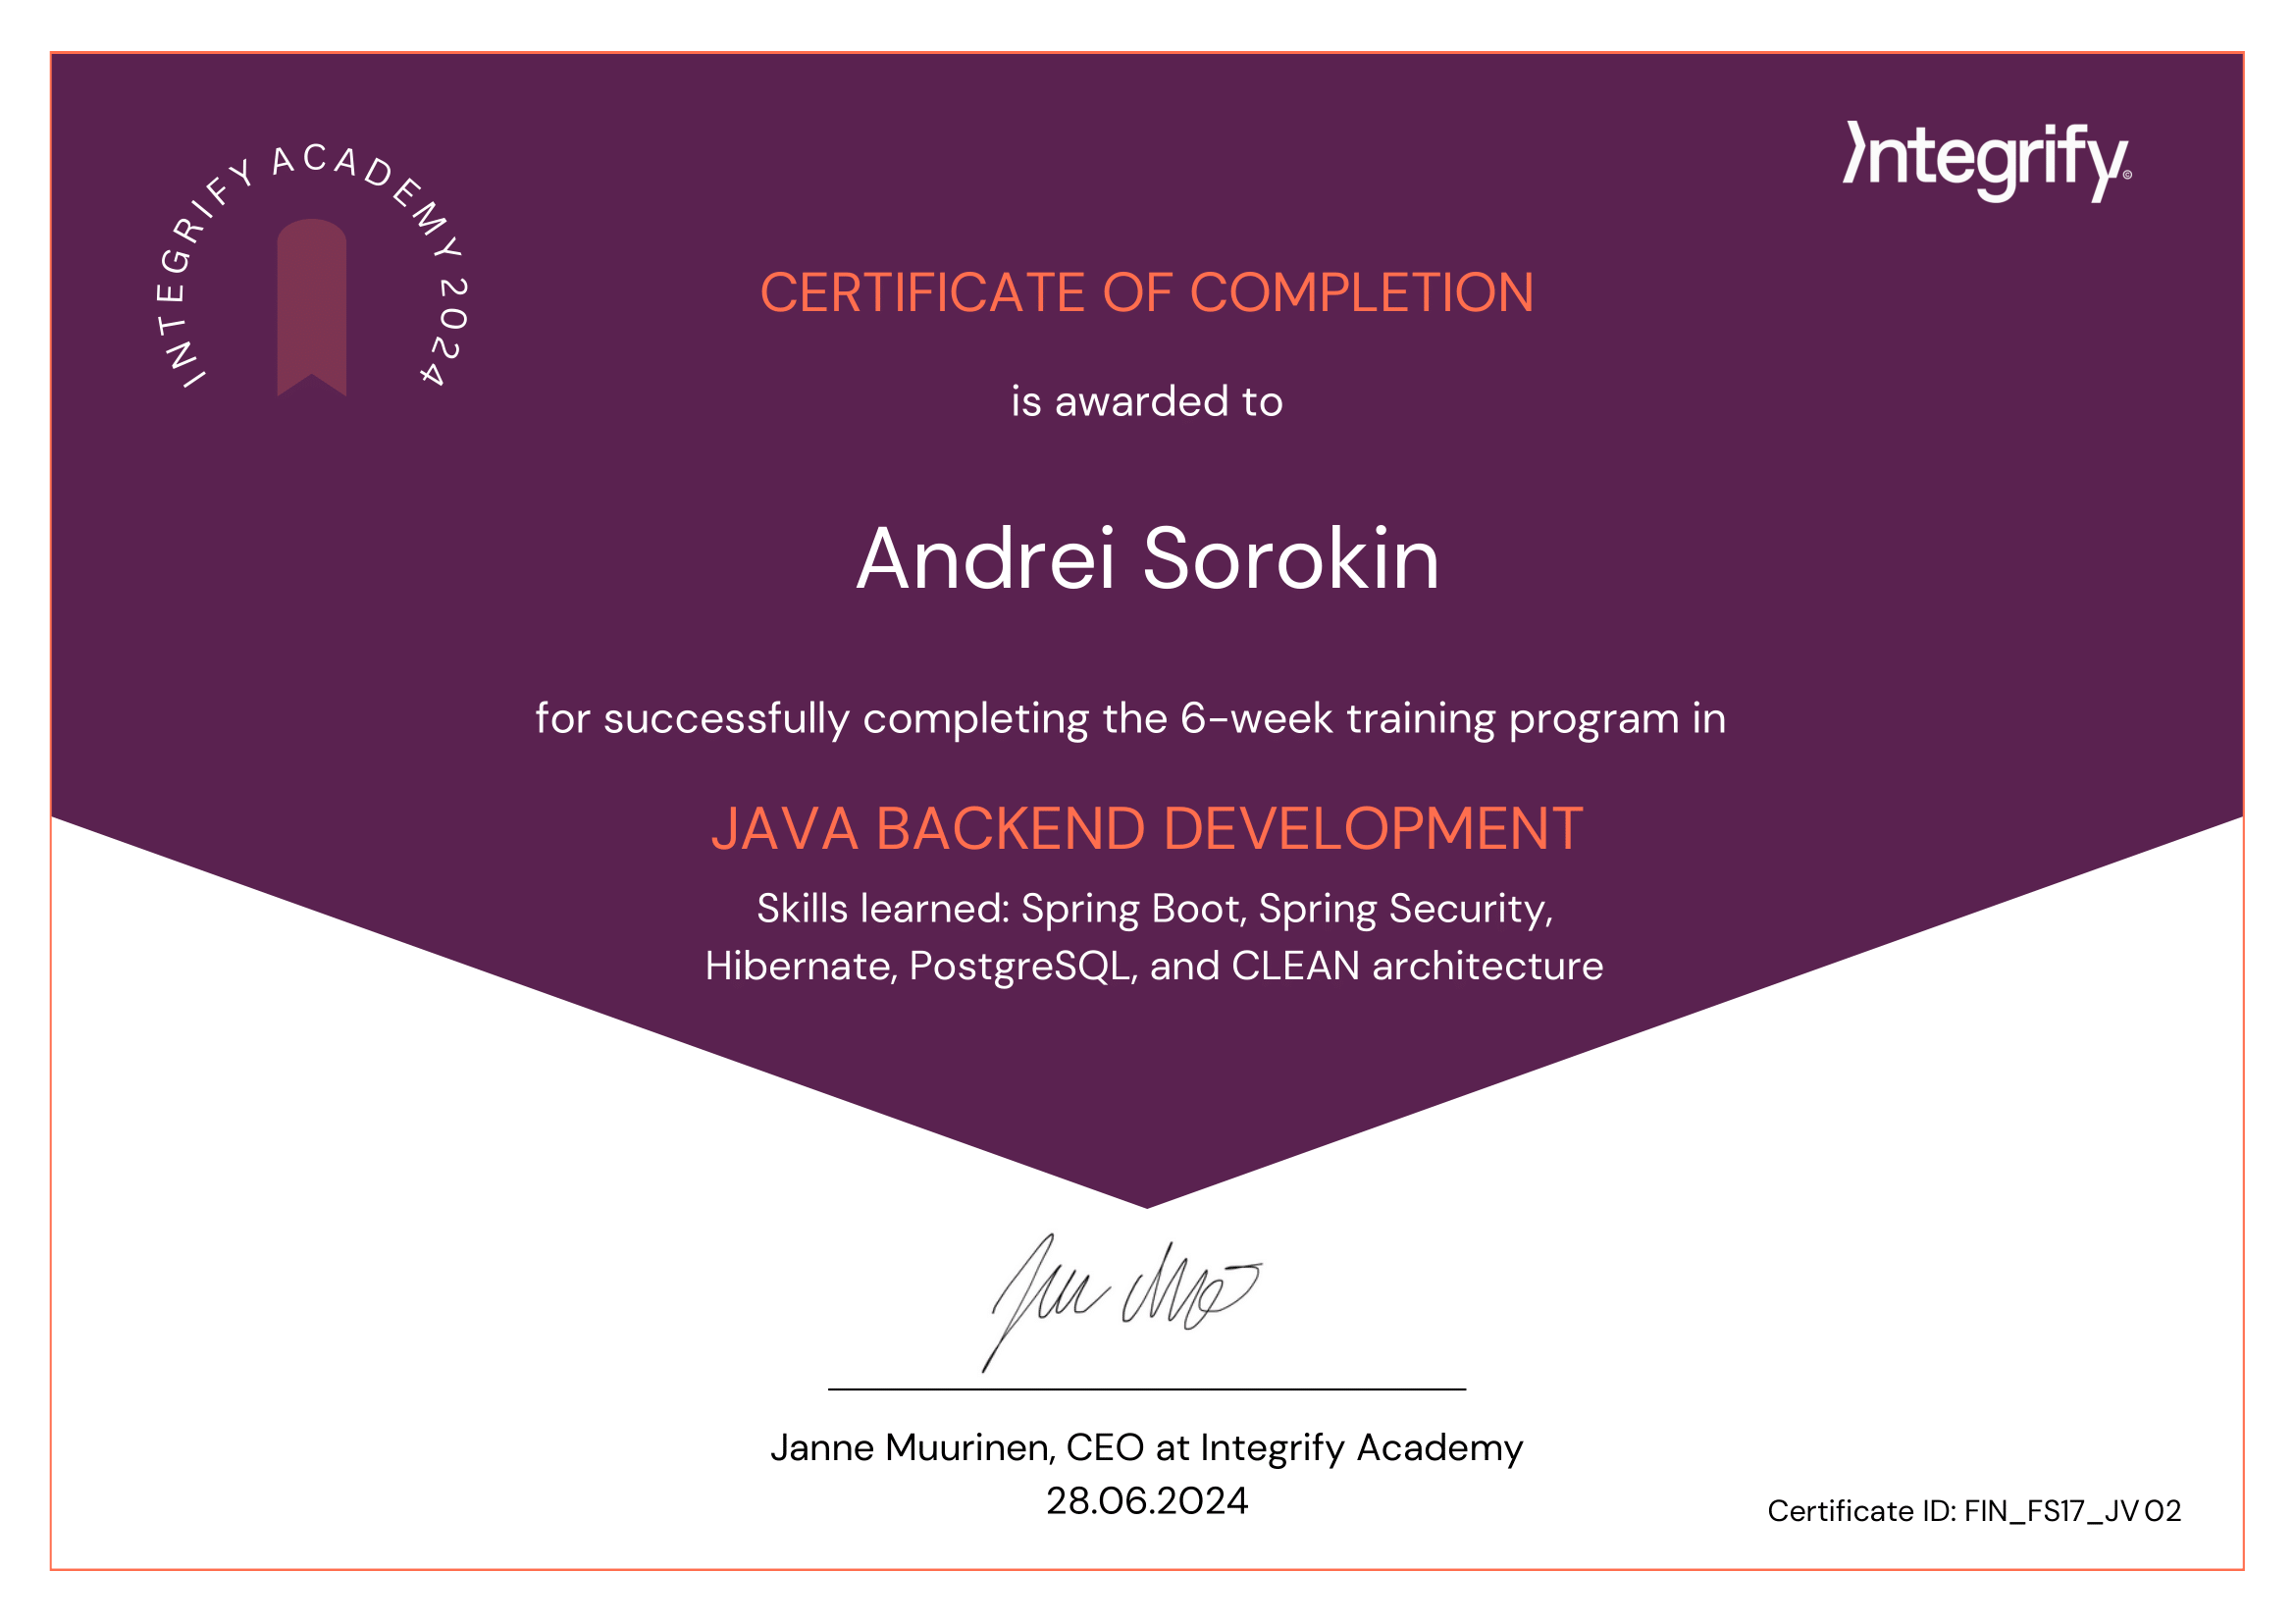 INTEGRIFY ACADEMY 2024
integrify©
CERTIFICATE OF COMPLETION
is awarded to
Andrei Sorokin
for successfully completing the 6-week training program in
JAVA BACKEND DEVELOPMENT
Skills learned: Spring Boot, Spring Security,
Hibernate, PostgreSQL, and CLEAN architecture
Janne Muurinen, CEO at Integrify Academy
28.06.2024
Certificate ID: FIN_FS17_JV02